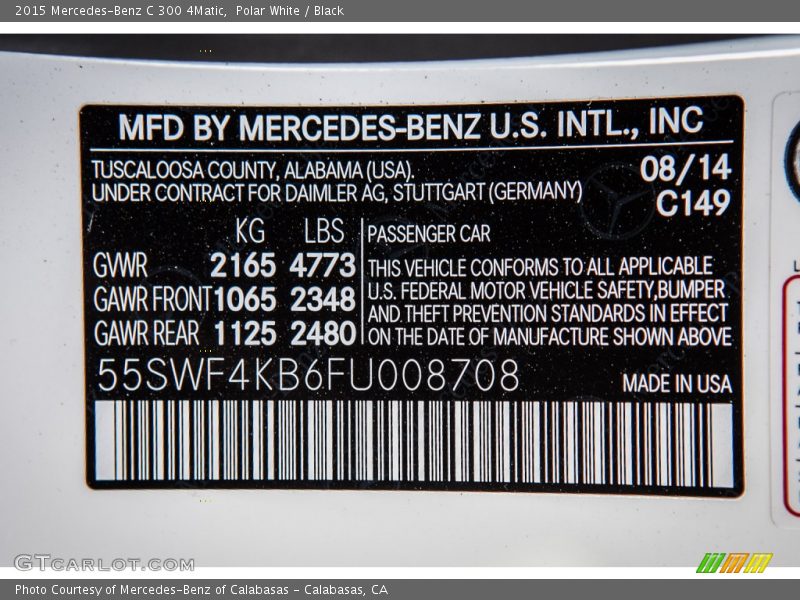 2015 Mercedes-Benz C 300 4Matic,  Polar White / Black
MFD BY MERCEDES-BENZ U.S. INTL., INC
TUSCALOOSA COUNTY, ALABAMA (USA).
UNDER CONTRACT FOR DAIMLER AG, STUTTGART (GERMANY)
08/14
C149
KG LBS
GVWR 2165 4773
GAWR FRONT 1065 2348
GAWR REAR 1125 2480
PASSENGER CAR
THIS VEHICLE CONFORMS TO ALL APPLICABLE
U.S. FEDERAL MOTOR VEHICLE SAFETY,BUMPER
AND THEFT PREVENTION STANDARDS IN EFFECT
ON THE DATE OF MANUFACTURE SHOWN ABOVE
55SWF4KB6FU008708
MADE IN USA
GTCARLOT.COM
Photo Courtesy of Mercedes-Benz of Calabasas - Calabasas, CA